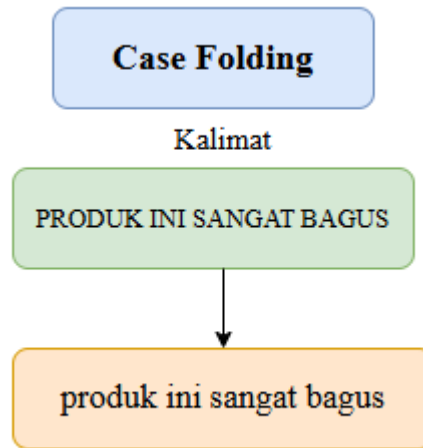 Case Folding
Kalimat
PRODUK INI SANGAT BAGUS
produk ini sangat bagus